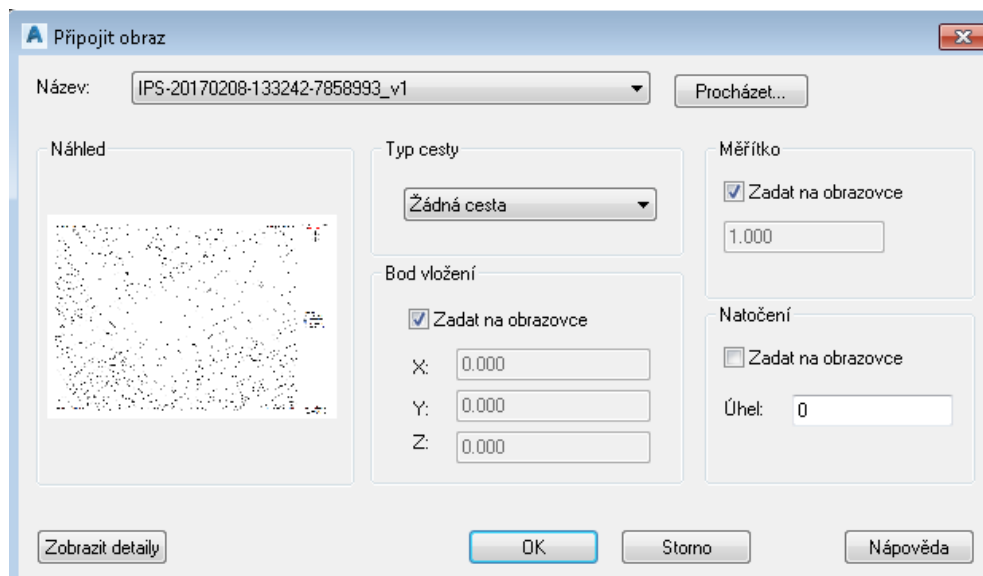 Připojit obraz
Název: IPS-20170208-133242-7858993_v1 Procházet...
Náhled
Typ cesty
Žádná cesta
Měřítko
Zadat na obrazovce
1.000
Bod vložení
Zadat na obrazovce
X: 0.000
Y: 0.000
Z: 0.000
Natočení
Zadat na obrazovce
Úhel: 0
Zobrazit detaily OK Storno Nápověda